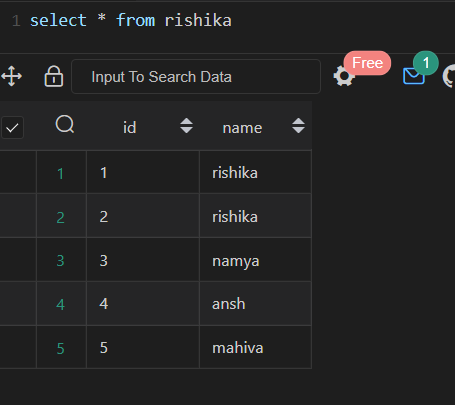 1 select * from rishika
Input To Search Data Free 1
id name
1 1 rishika
2 2 rishika
3 3 namya
4 4 ansh
5 5 mahiva